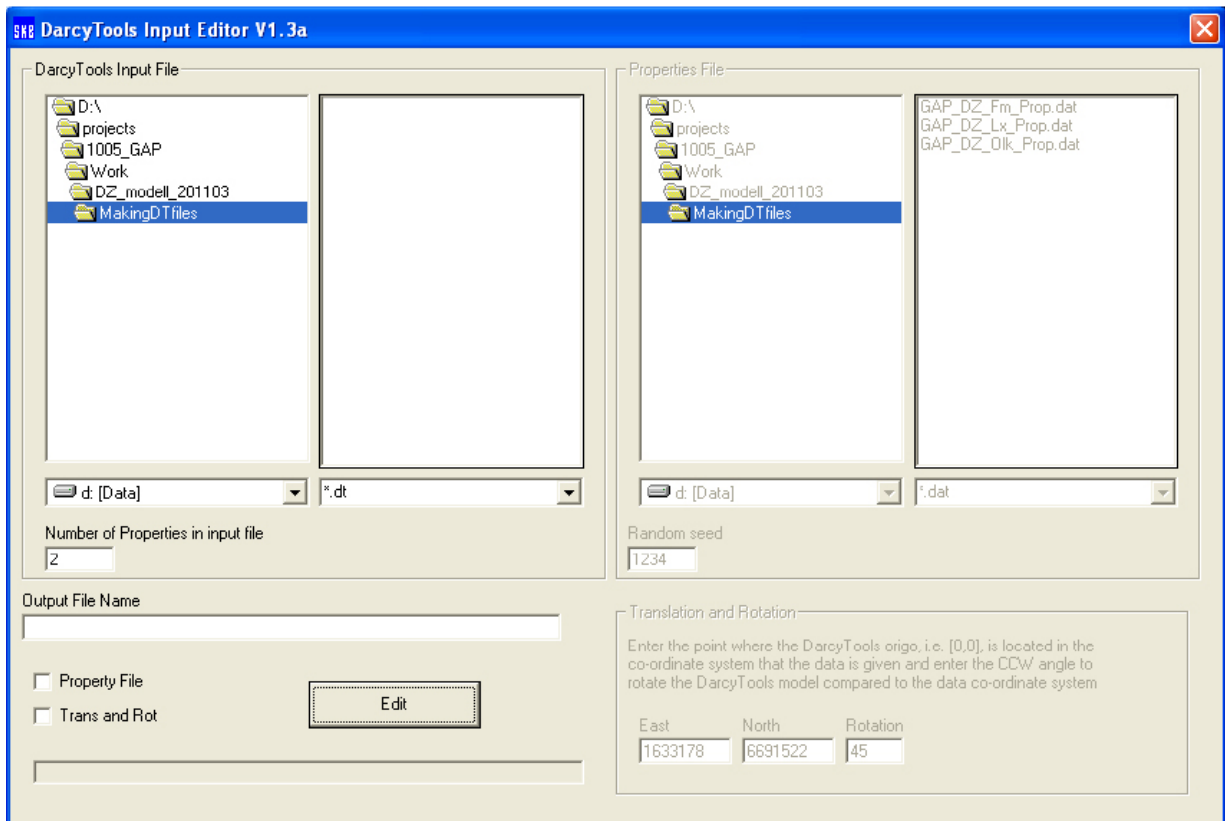 SKB DarcyTools Input Editor V1.3a
DarcyTools Input File
D:\
projects
1005_GAP
Work
DZ_modell_201103
MakingDTfiles
d: [Data]
*.dt
Number of Properties in input file
2
Properties File
D:\
projects
1005_GAP
Work
DZ_modell_201103
MakingDTfiles
GAP_DZ_Fm_Prop.dat
GAP_DZ_Lx_Prop.dat
GAP_DZ_Olk_Prop.dat
d: [Data]
*.dat
Random seed
1234
Output File Name
Property File
Trans and Rot
Edit
Translation and Rotation
Enter the point where the DarcyTools origo, i.e. [0,0], is located in the
co-ordinate system that the data is given and enter the CCW angle to
rotate the DarcyTools model compared to the data co-ordinate system
East North Rotation
1633178 6691522 45